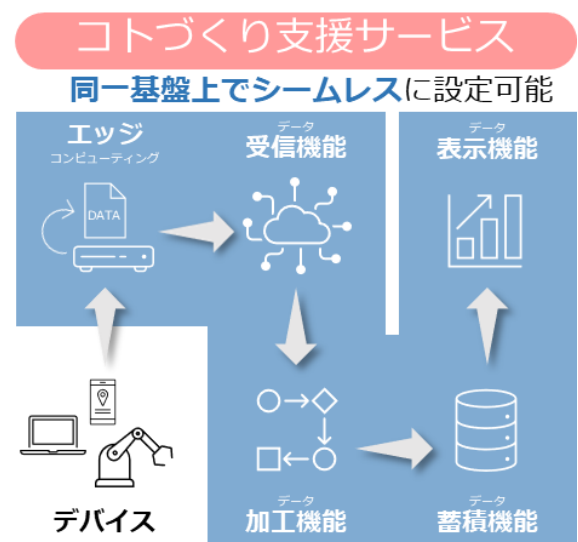 コトづくり支援サービス
同一基盤上でシームレスに設定可能
エッジ
コンピューティング
DATA
データ
受信機能
データ
表示機能
デバイス
データ
加工機能
データ
蓄積機能